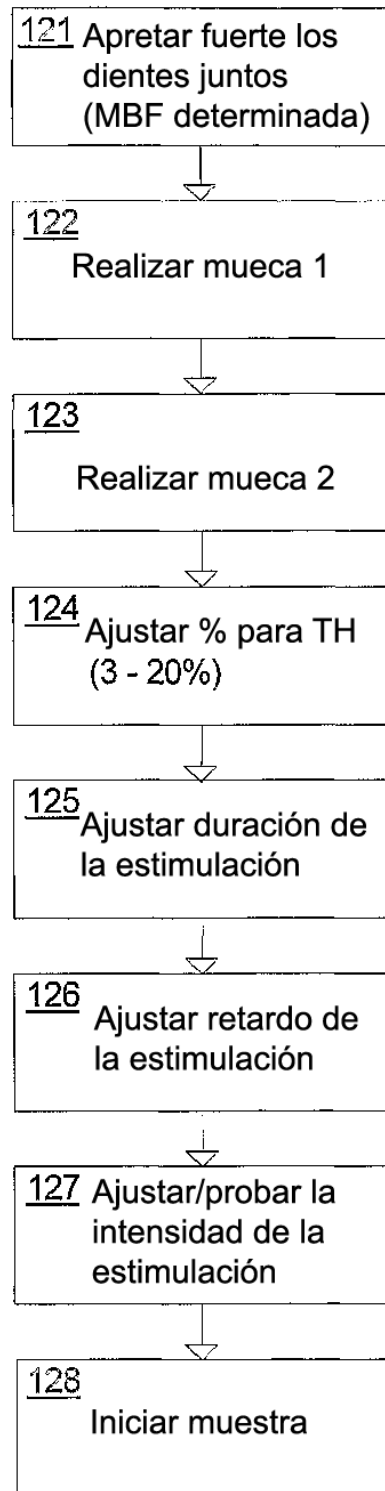 121 Apretar fuerte los
dientes juntos
(MBF determinada)
122
Realizar mueca 1
123
Realizar mueca 2
124
Ajustar % para TH
(3 - 20%)
125
Ajustar duración de
la estimulación
126
Ajustar retardo de
la estimulación
127 Ajustar/probar la
intensidad de la
estimulación
128
Iniciar muestra